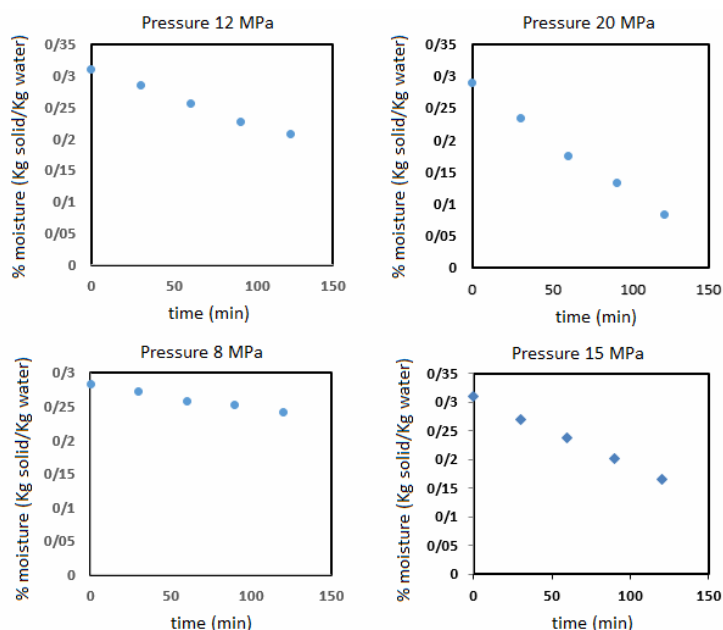 Pressure 12 MPa
% moisture (Kg solid/Kg water)
0/35
0/3
0/25
0/2
0/15
0/1
0/05
0
0 50 100 150
time (min)
Pressure 20 MPa
% moisture (Kg solid/Kg water)
0/35
0/3
0/25
0/2
0/15
0/1
0/05
0
0 50 100 150
time (min)
Pressure 8 MPa
% moisture (Kg solid/Kg water)
0/3
0/25
0/2
0/15
0/1
0/05
0
0 50 100 150
time (min)
Pressure 15 MPa
% moisture (Kg solid/Kg water)
0/35
0/3
0/25
0/2
0/15
0/1
0/05
0
0 50 100 150
time (min)